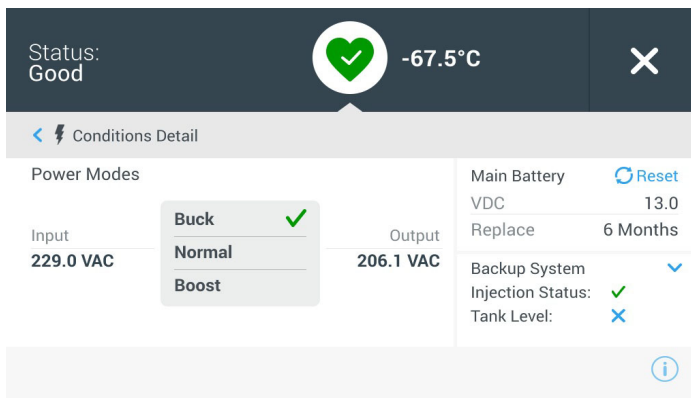 Status:
Good
-67.5°C
Conditions Detail
Power Modes
Input
229.0 VAC
Buck
Normal
Boost
Output
206.1 VAC
Main Battery
Reset
VDC
13.0
Replace
6 Months
Backup System
Injection Status:
Tank Level: